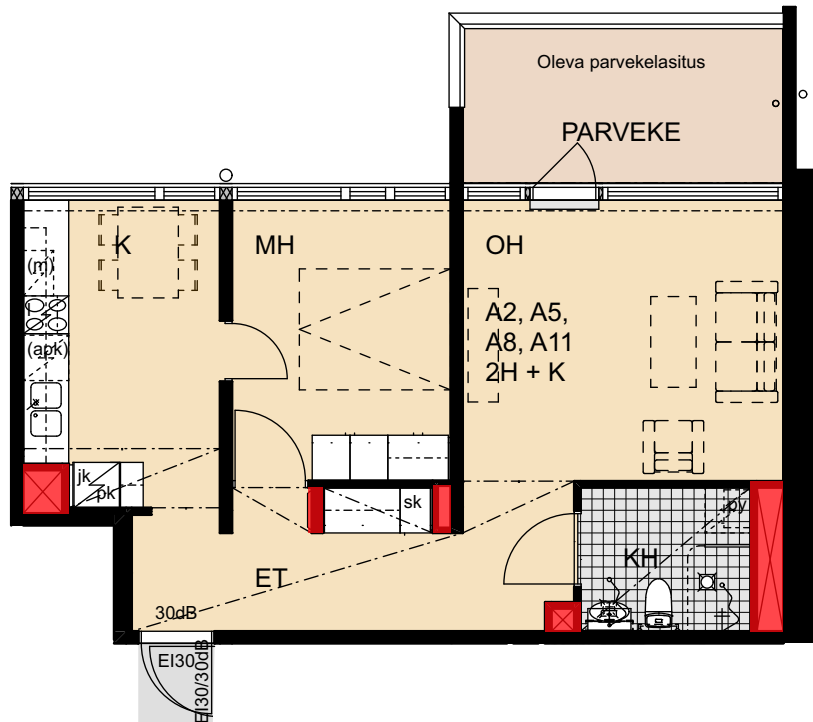 Oleva parvekelasitus
PARVEKE
K
MH
OH
(m)
A2, A5,
A8, A11
2H + K
(apk)
jk
pk
sk
py
KH
ET
30dB
EI30
EI30/30dB